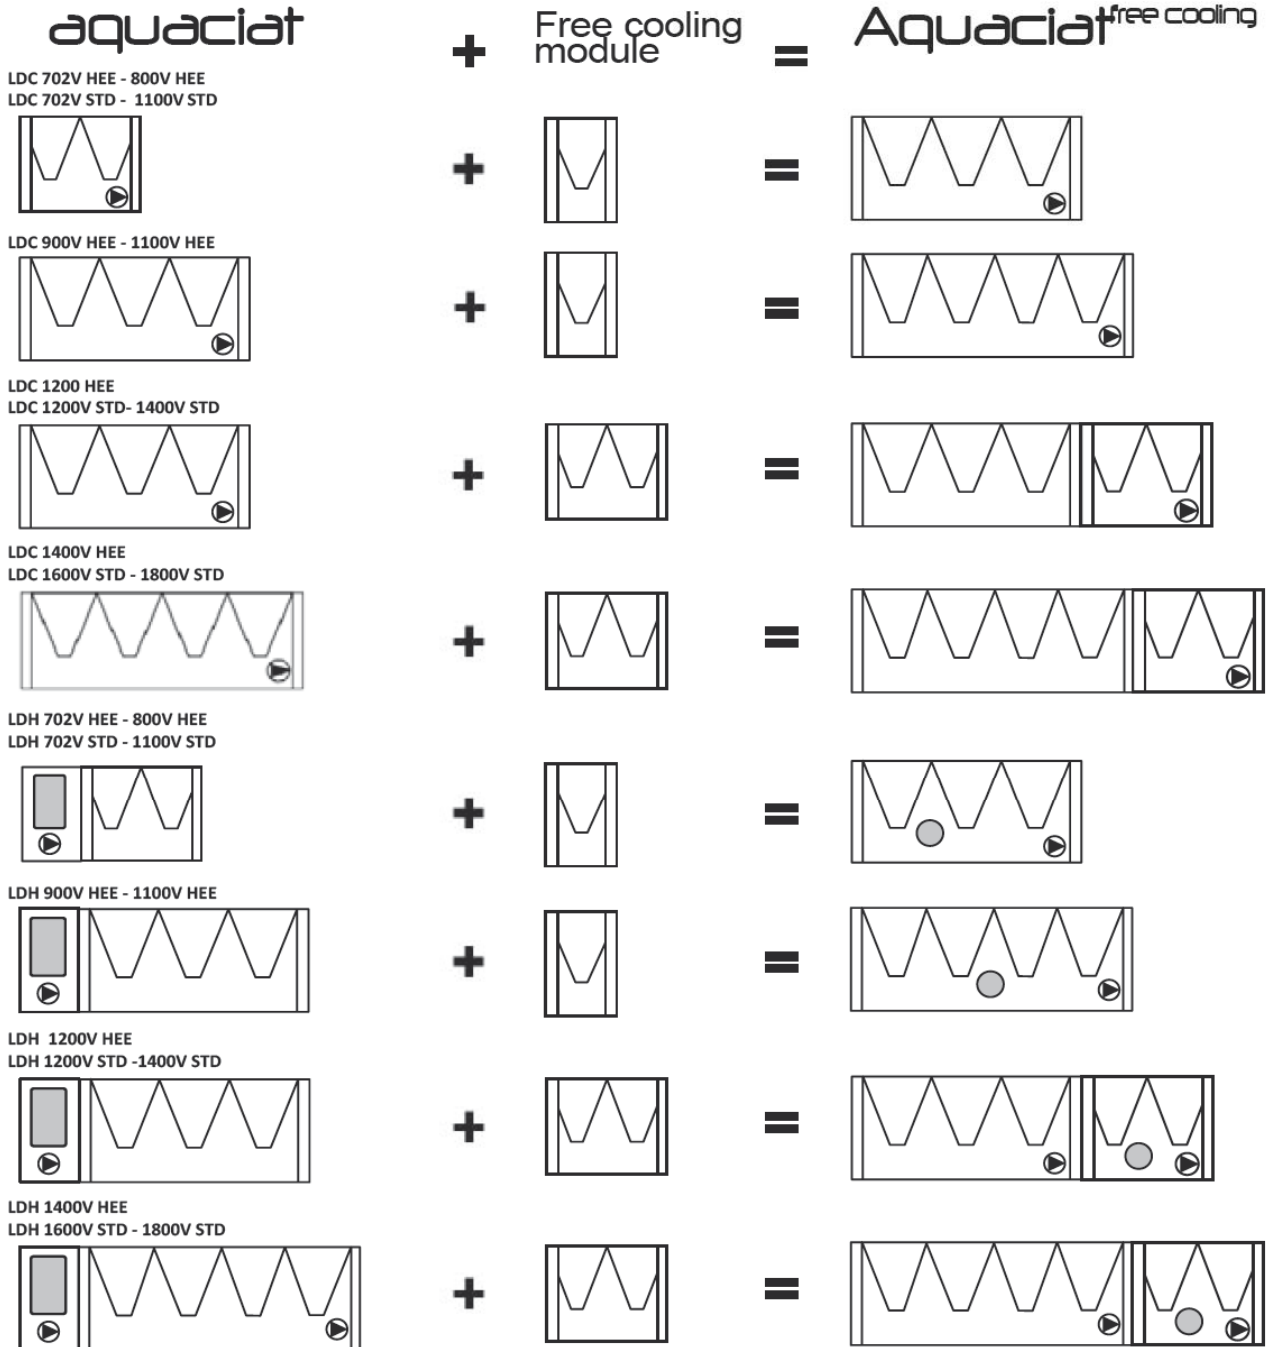 aquaciat + Free cooling module = Aquaciat free cooling
LDC 702V HEE - 800V HEE
LDC 702V STD - 1100V STD
+ =
LDC 900V HEE - 1100V HEE
+ =
LDC 1200 HEE
LDC 1200V STD- 1400V STD
+ =
LDC 1400V HEE
LDC 1600V STD - 1800V STD
+ =
LDH 702V HEE - 800V HEE
LDH 702V STD - 1100V STD
+ =
LDH 900V HEE - 1100V HEE
+ =
LDH 1200V HEE
LDH 1200V STD -1400V STD
+ =
LDH 1400V HEE
LDH 1600V STD - 1800V STD
+ =